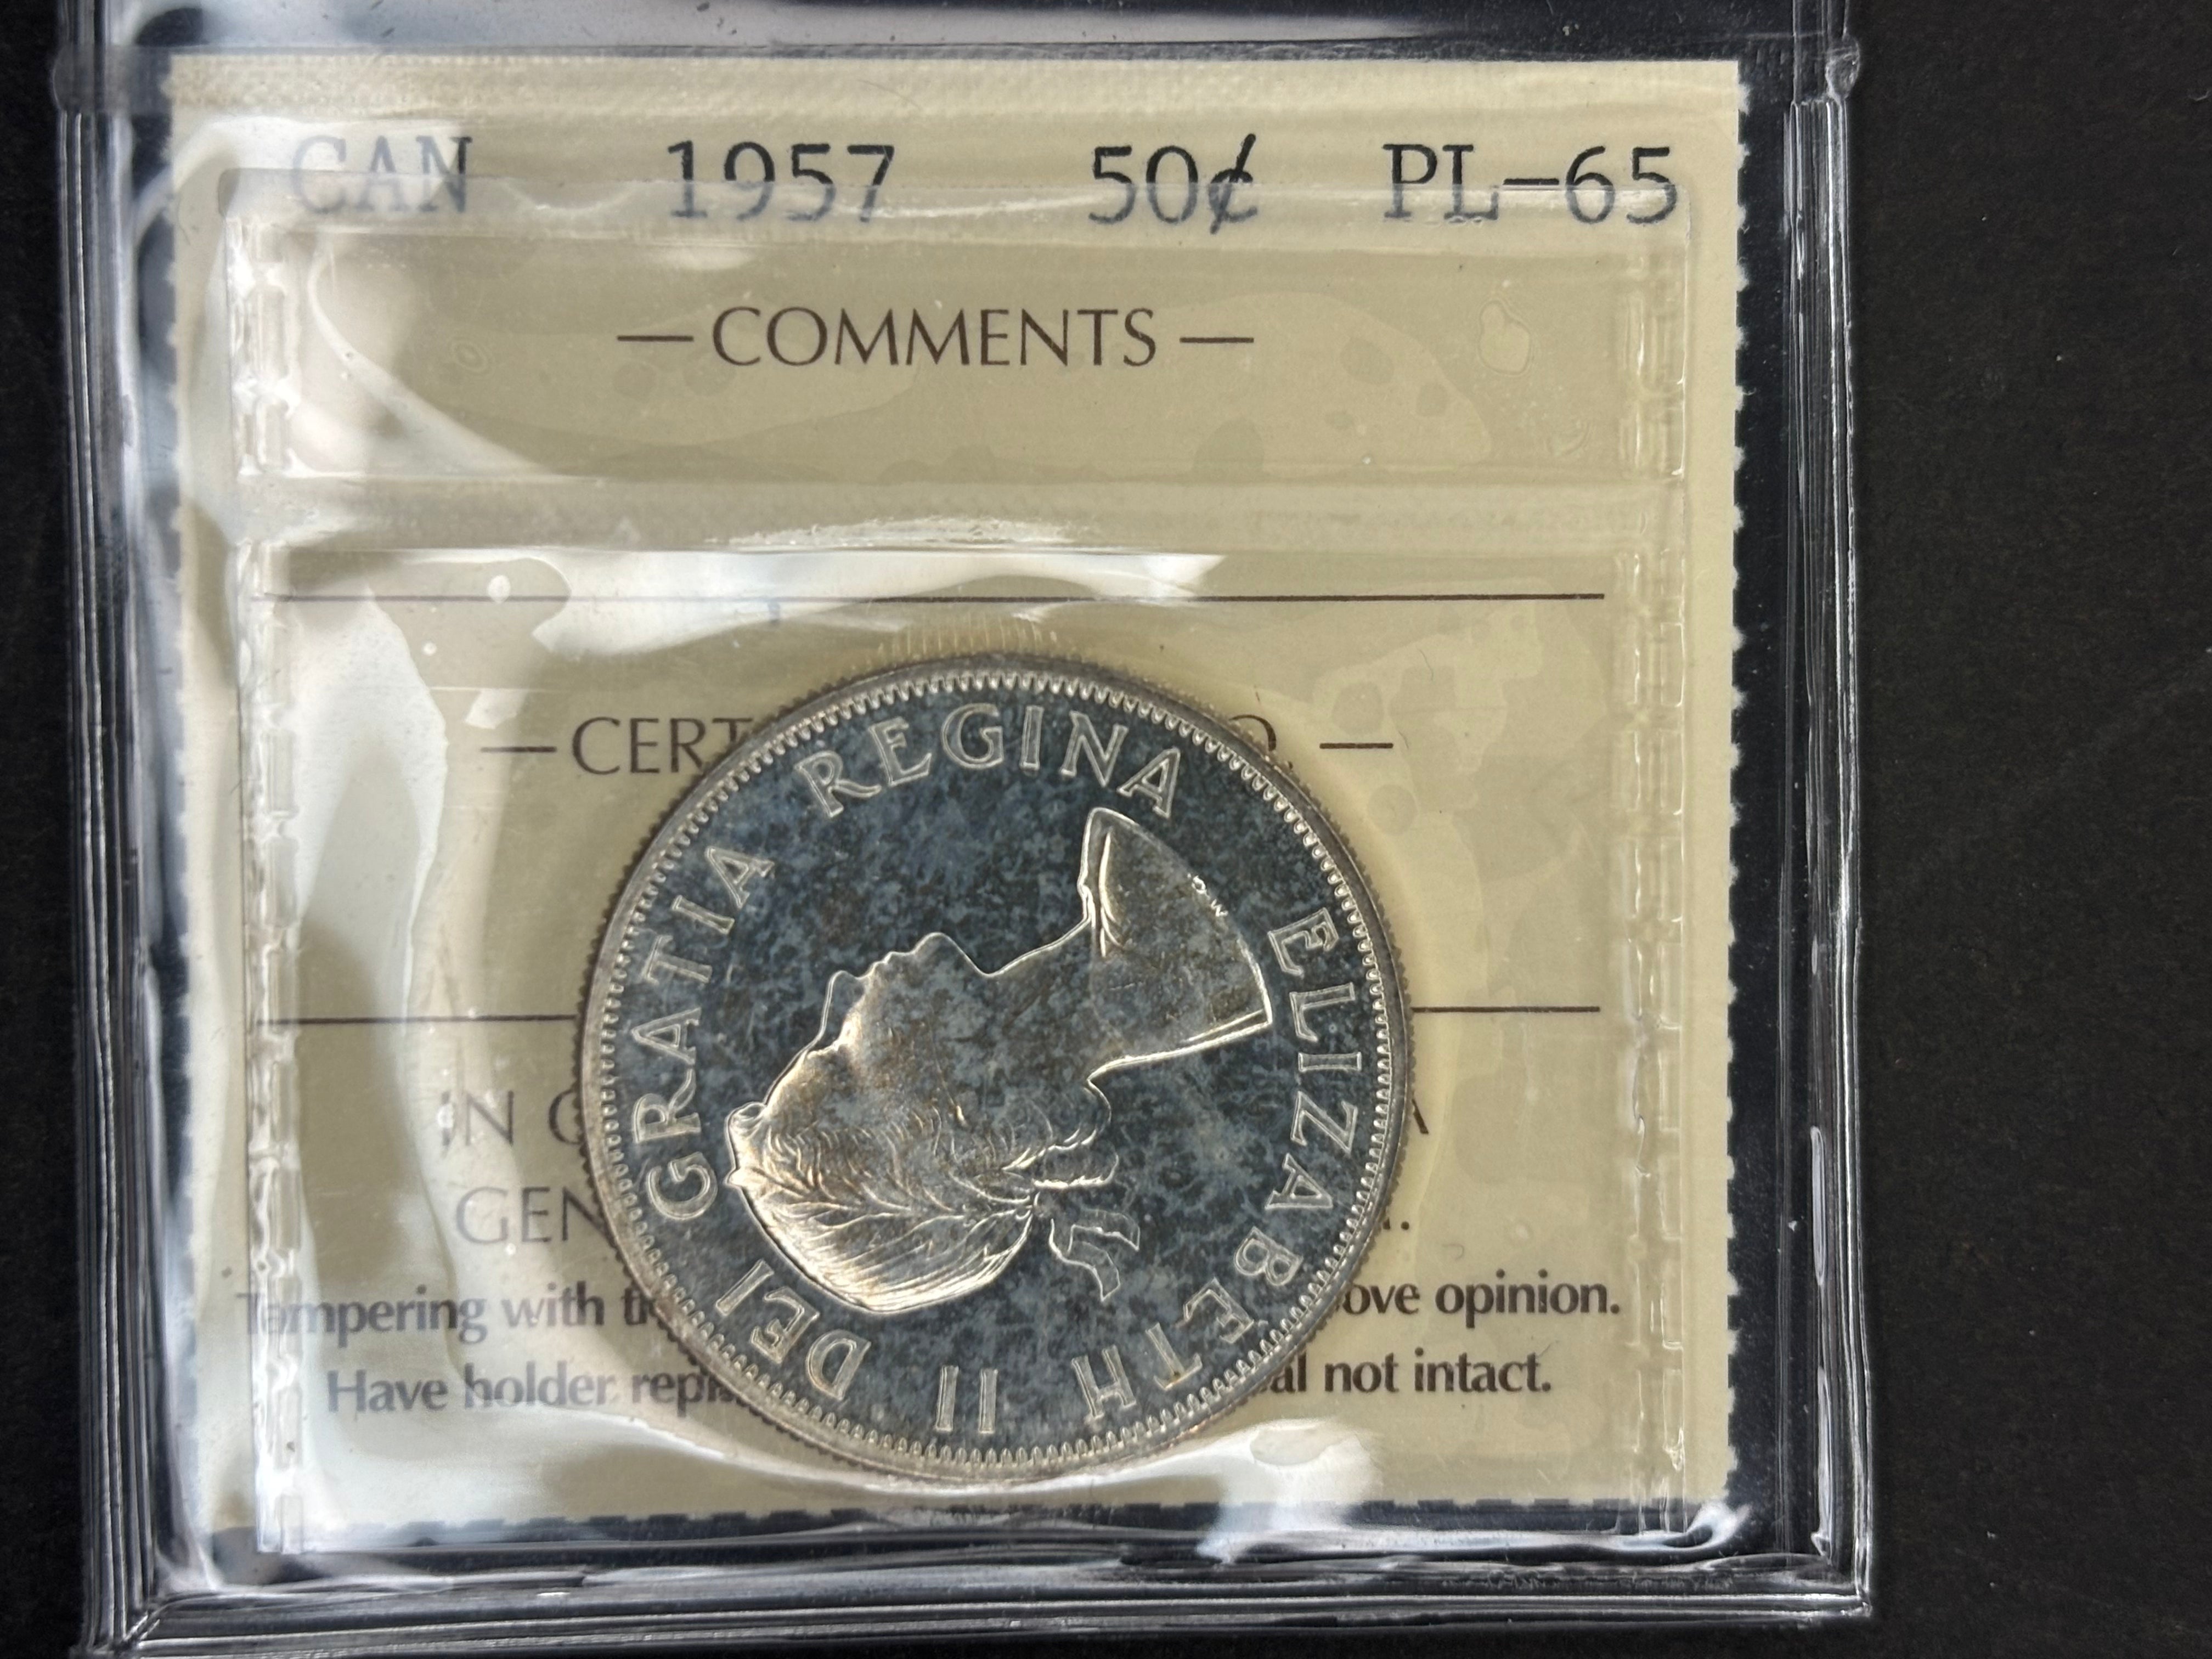 CAN 1957 50¢ PL-65
— COMMENTS —
— CERT
IN
GEN
Tampering with
ove opinion.
Have holder
al not intact.
ELIZABETH II DEI GRATIA REGINA